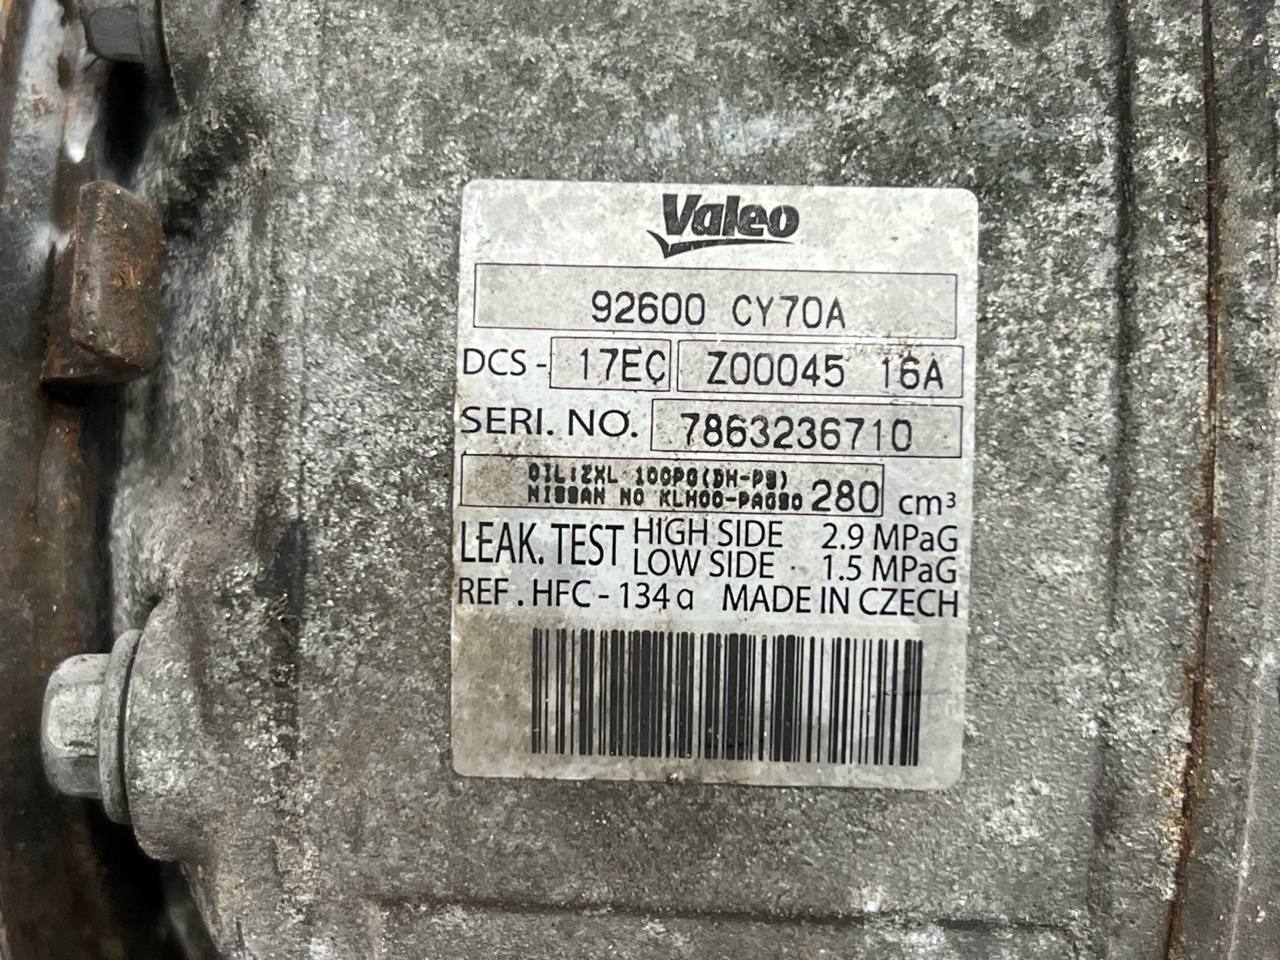 Valeo
92600 CY70A
DCS - 17EC Z00045 16A
SERI. NO. 7863236710
OIL:ZXL 100PG(DH-PS)
NISSAN NO KLH00-PAGS0 280 cm³
LEAK. TEST HIGH SIDE 2.9 MPaG
LOW SIDE 1.5 MPaG
REF. HFC - 134a MADE IN CZECH